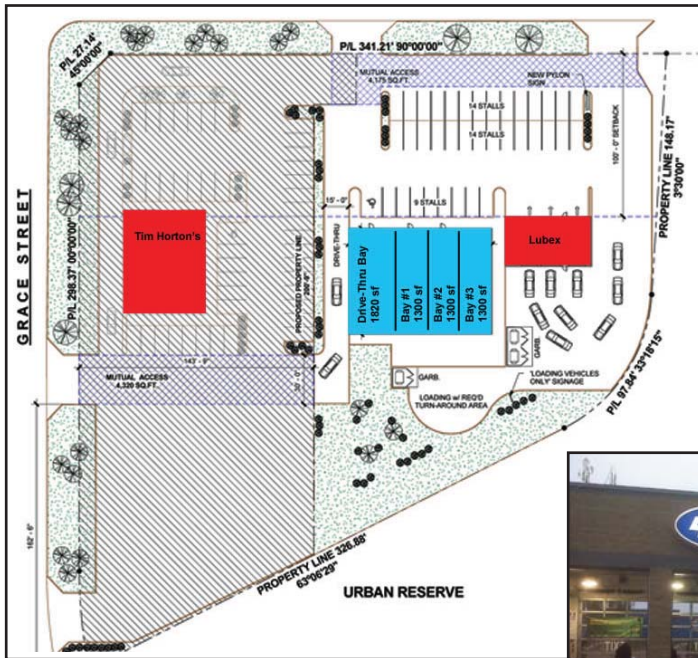 P/L 27.14'
45°00'00"
P/L 341.21' 90°00'00"
MUTUAL ACCESS
4,175 SQ.FT.
NEW PYLON
SIGN
14 STALLS
14 STALLS
100'- 0" SETBACK
PROPERTY LINE 148.17'
3°30'00"
15' - 0"
9 STALLS
GRACE STREET
P/L 298.37' 00°00'00"
Tim Horton's
PROPOSED PROPERTY LINE
DRIVE-THRU
Drive-Thru Bay
1820 sf
Bay #1
1300 sf
Bay #2
1300 sf
Bay #3
1300 sf
Lubex
143' - 9"
MUTUAL ACCESS
4,320 SQ.FT.
30' - 0"
GARB.
GARB.
LOADING w/ REQ'D
TURN-AROUND AREA
'LOADING VEHICLES
ONLY' SIGNAGE
P/L 97.84' 33°18'15"
162'- 6"
PROPERTY LINE 326.88'
63°06'29"
URBAN RESERVE